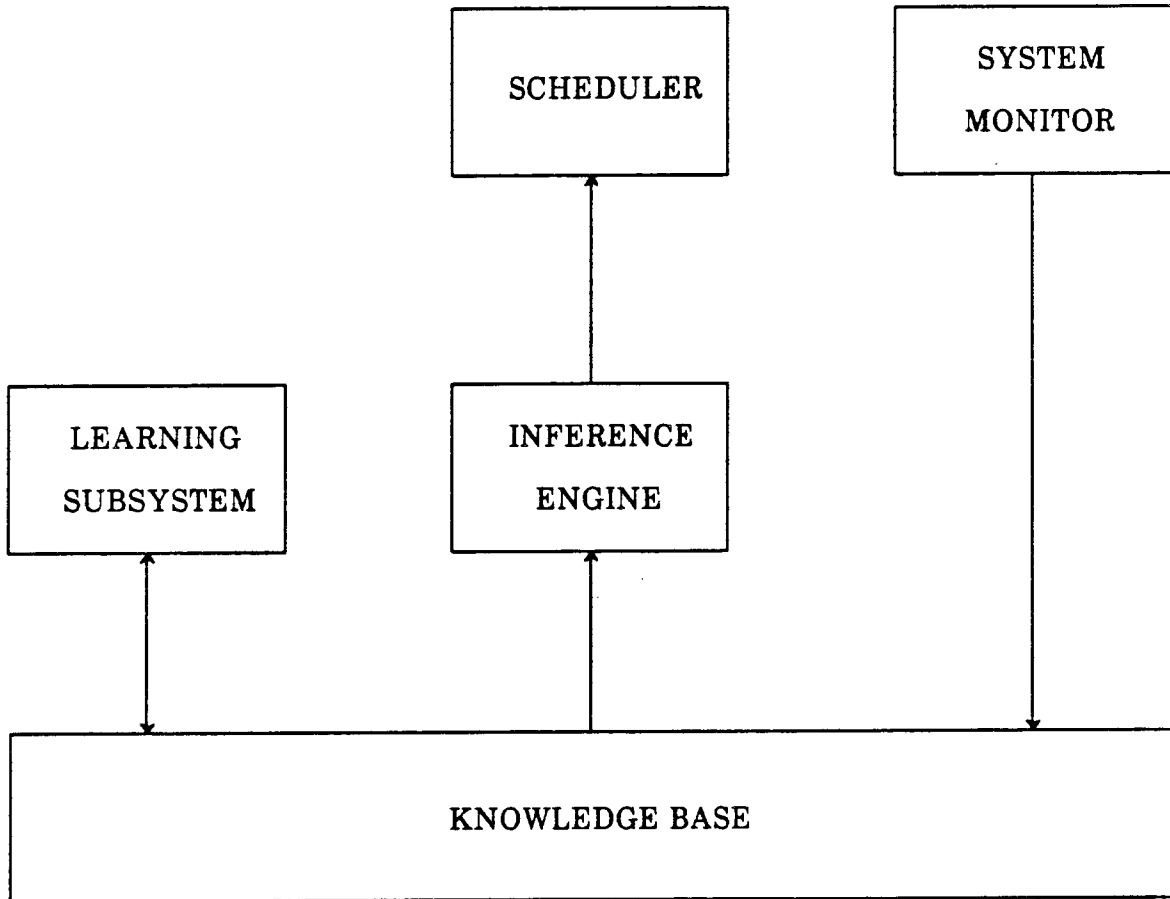 SCHEDULER
SYSTEM
MONITOR
LEARNING
SUBSYSTEM
INFERENCE
ENGINE
KNOWLEDGE BASE